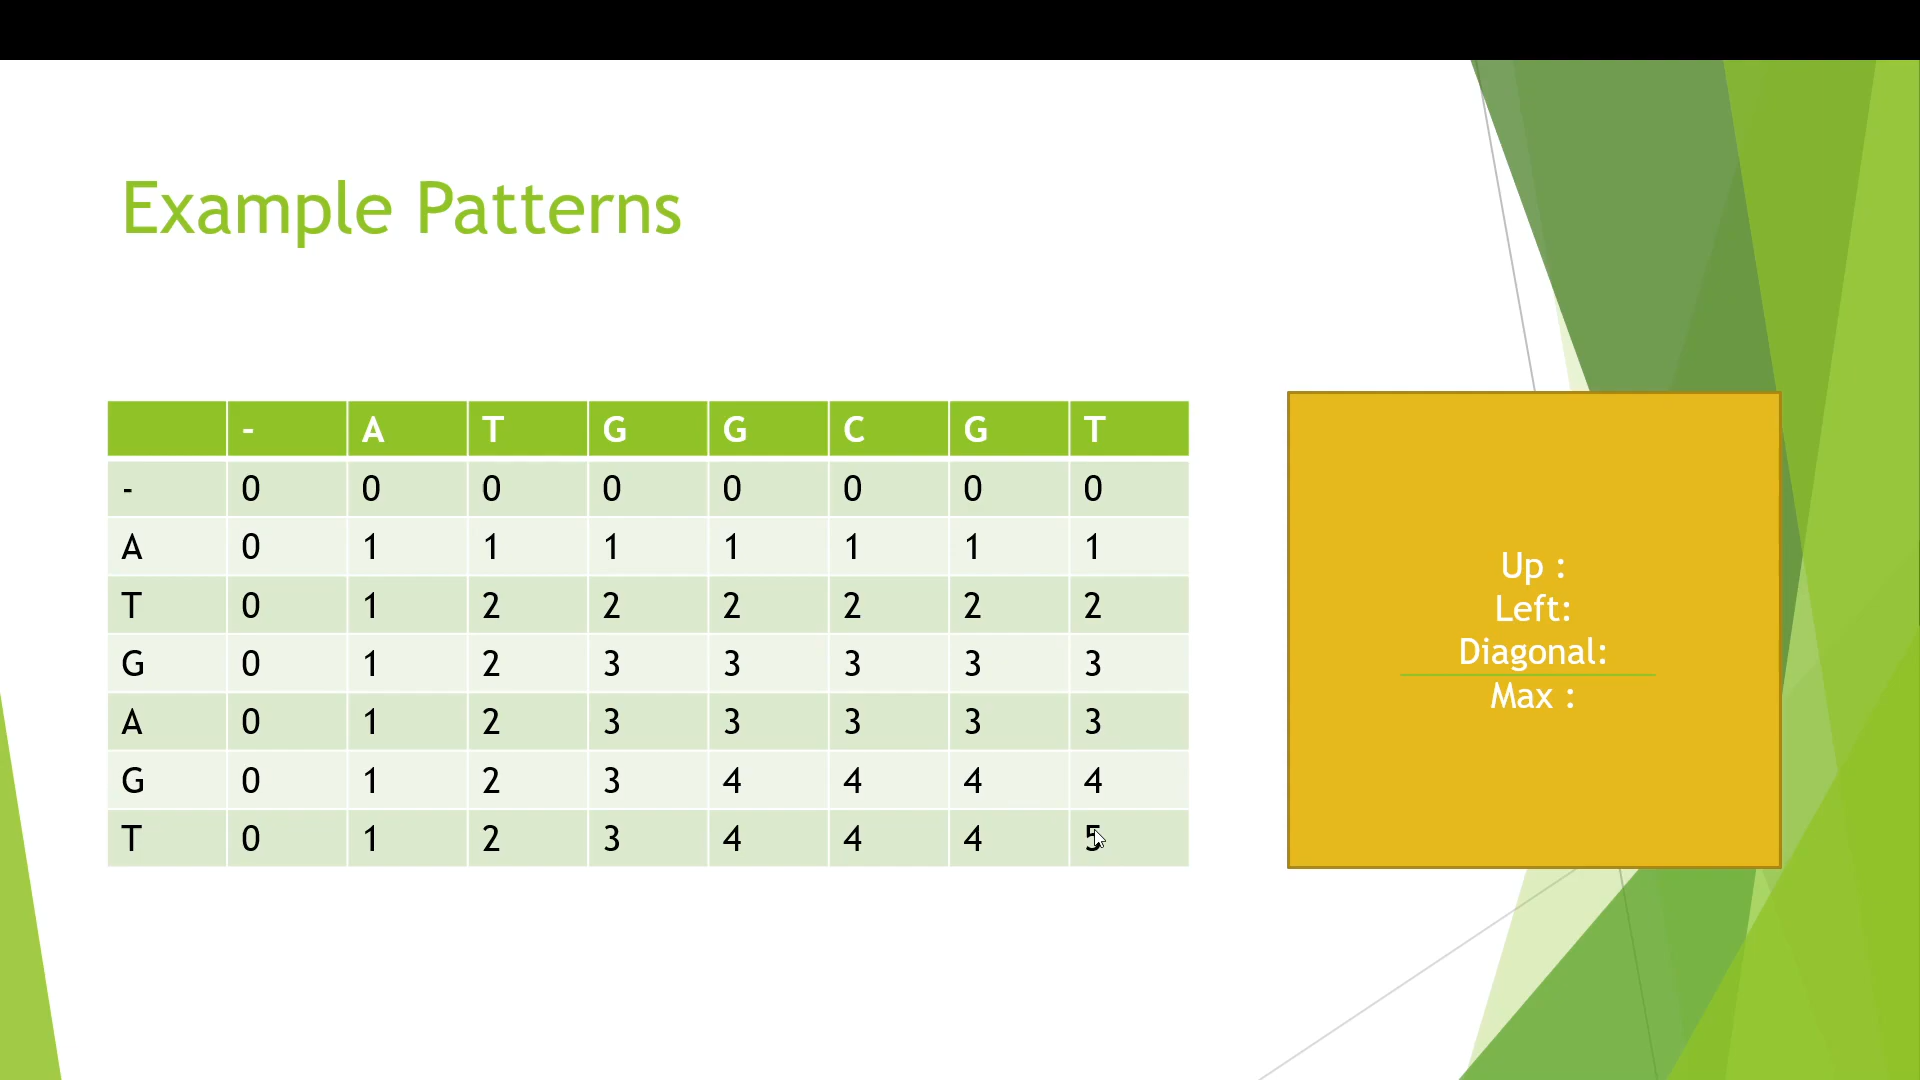 Example Patterns
- A T G G C G T
- 0 0 0 0 0 0 0 0
A 0 1 1 1 1 1 1 1
T 0 1 2 2 2 2 2 2
G 0 1 2 3 3 3 3 3
A 0 1 2 3 3 3 3 3
G 0 1 2 3 4 4 4 4
T 0 1 2 3 4 4 4 5
Up :
Left:
Diagonal:
Max :